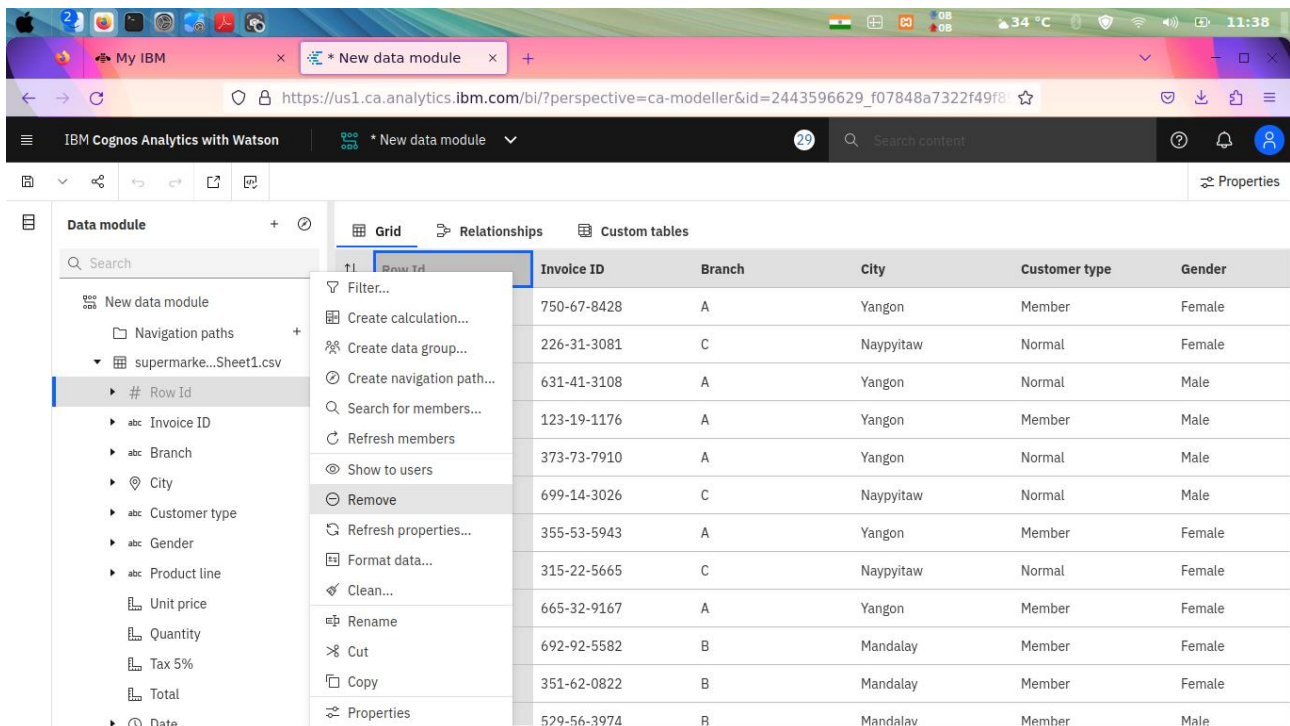 2
0B
0B
34 °C
11:38
My IBM
* New data module
https://us1.ca.analytics.ibm.com/bi/?perspective=ca-modeller&id=2443596629_f07848a7322f49f8
IBM Cognos Analytics with Watson
* New data module
29
Search content
Properties
Data module
Grid
Relationships
Custom tables
Search
Row Id Invoice ID Branch City Customer type Gender
New data module
Navigation paths
supermarke...Sheet1.csv
# Row Id
abc Invoice ID
abc Branch
City
abc Customer type
abc Gender
abc Product line
Unit price
Quantity
Tax 5%
Total
Date
Filter...
Create calculation...
Create data group...
Create navigation path...
Search for members...
Refresh members
Show to users
Remove
Refresh properties...
Format data...
Clean...
Rename
Cut
Copy
Properties
750-67-8428 A Yangon Member Female
226-31-3081 C Naypyitaw Normal Female
631-41-3108 A Yangon Normal Male
123-19-1176 A Yangon Member Male
373-73-7910 A Yangon Normal Male
699-14-3026 C Naypyitaw Normal Male
355-53-5943 A Yangon Member Female
315-22-5665 C Naypyitaw Normal Female
665-32-9167 A Yangon Member Female
692-92-5582 B Mandalay Member Female
351-62-0822 B Mandalay Member Female
529-56-3974 B Mandalay Member Male